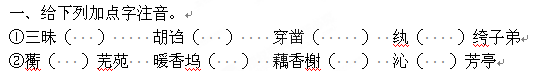 一、给下列加点字注音。
①三昧（ ） 胡诌（ ） 穿凿（ ） 纨（ ）绔子弟
②蘅（ ）芜苑 暖香坞（ ） 藕香榭（ ） 沁（ ）芳亭